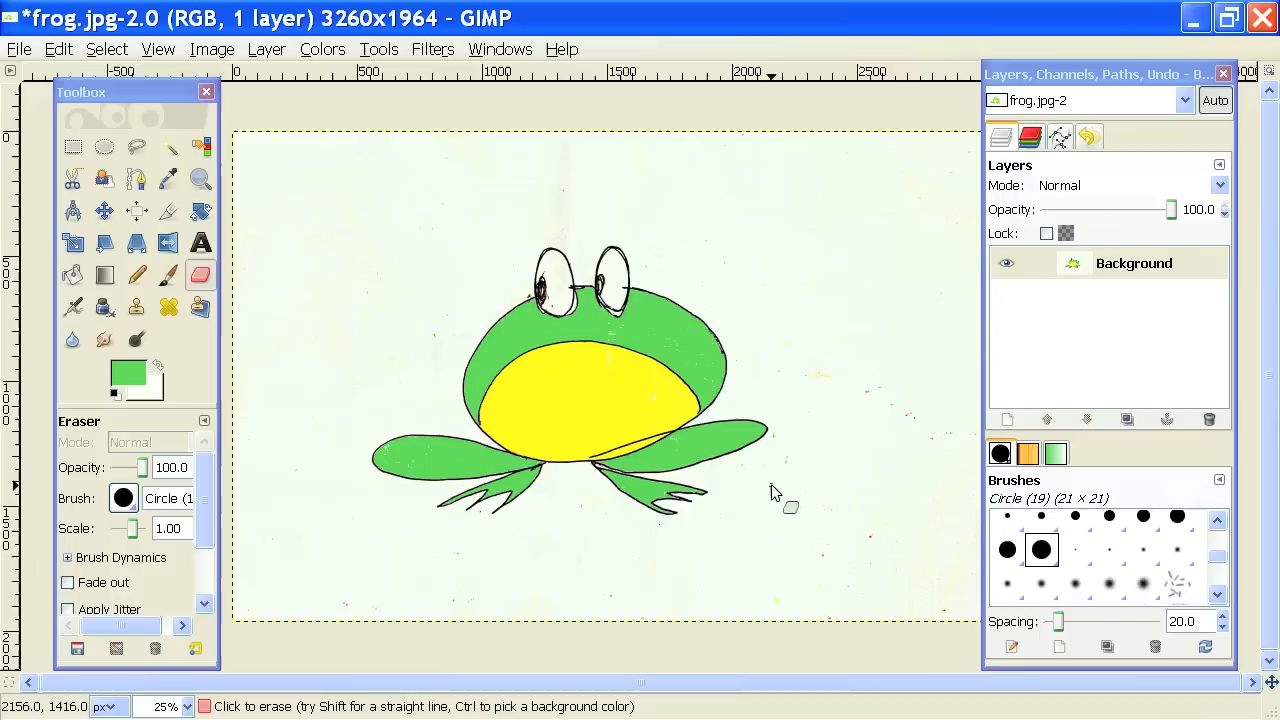 *frog.jpg-2.0 (RGB, 1 layer) 3260x1964 - GIMP
File Edit Select View Image Layer Colors Tools Filters Windows Help
-500 0 500 1000 1500 2000 2500
Toolbox
Layers, Channels, Paths, Undo - B...
frog.jpg-2 Auto
Layers
Mode: Normal
Opacity: 100.0
Lock:
Background
Eraser
Mode: Normal
Opacity: 100.0
Brush: Circle (1
Scale: 1.00
Brush Dynamics
Fade out
Apply Jitter
Brushes
Circle (19) (21 × 21)
Spacing: 20.0
2156.0, 1416.0 px 25% Click to erase (try Shift for a straight line, Ctrl to pick a background color)